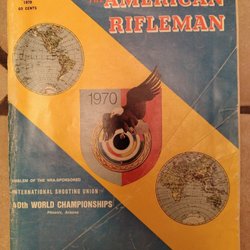 THE AMERICAN
RIFLEMAN
1970
60 CENTS
1970
EMBLEM OF THE NRA-SPONSORED
INTERNATIONAL SHOOTING UNION
40th WORLD CHAMPIONSHIPS
Phoenix, Arizona